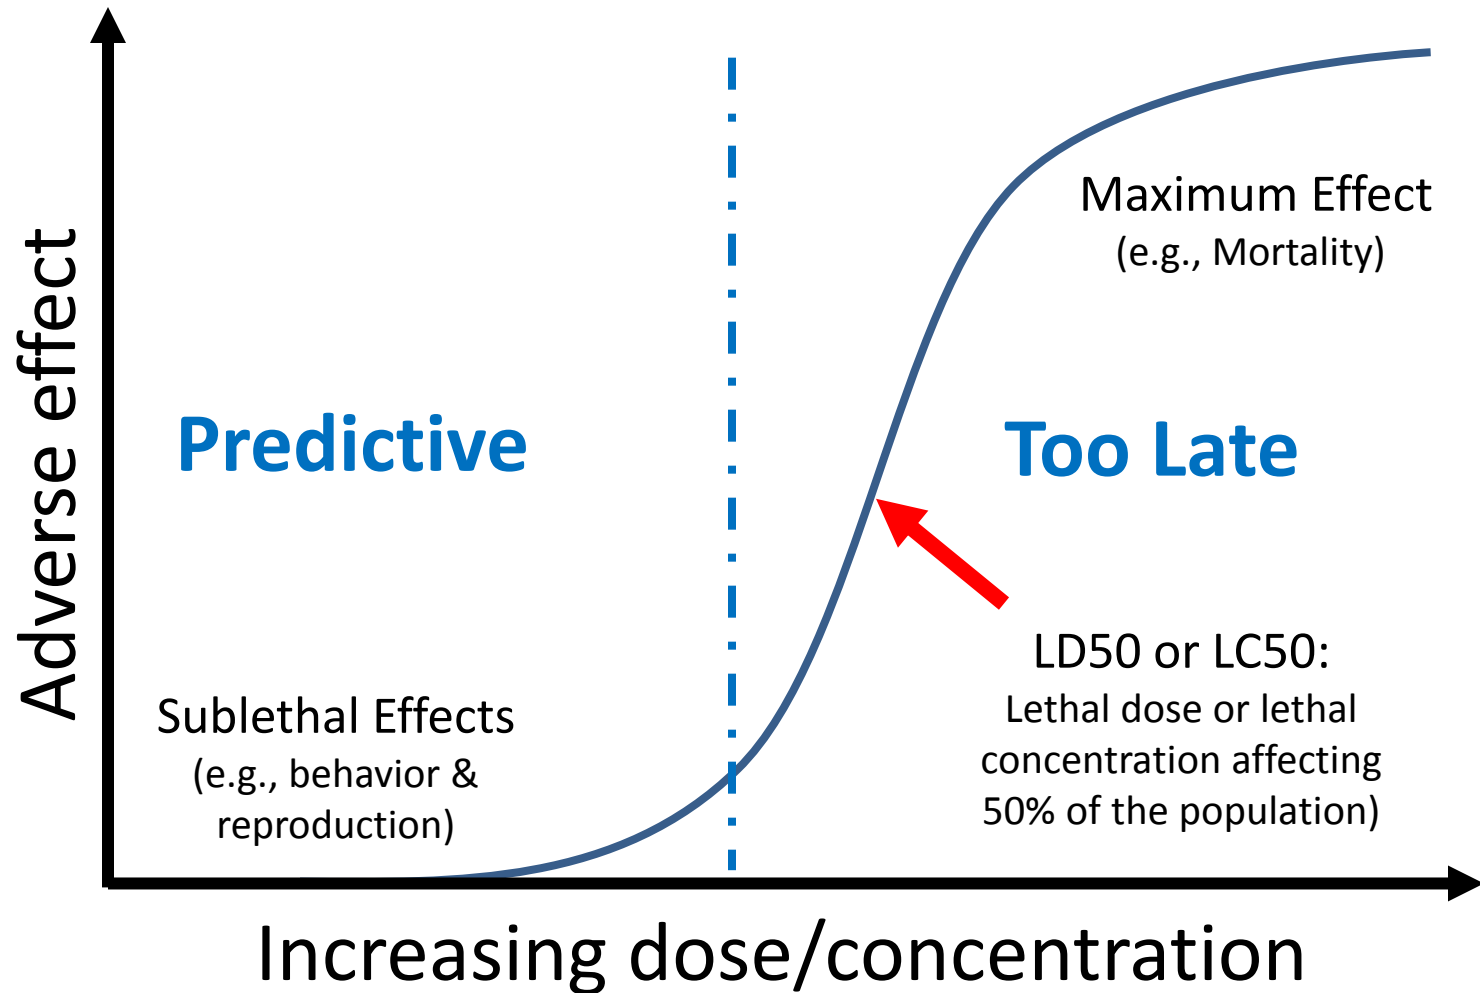 Adverse effect
Maximum Effect
(e.g., Mortality)
Predictive
Too Late
Sublethal Effects
(e.g., behavior &
reproduction)
LD50 or LC50:
Lethal dose or lethal
concentration affecting
50% of the population)
Increasing dose/concentration